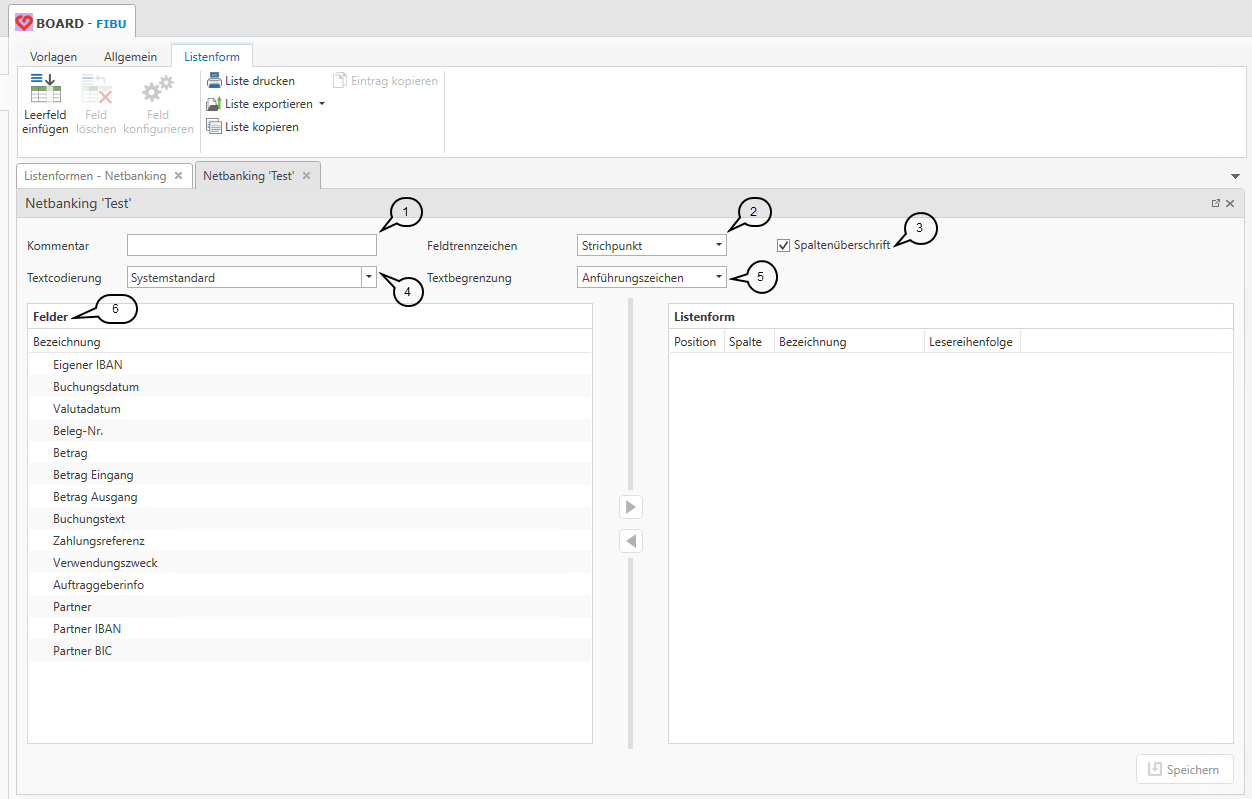 BOARD - FIBU
Vorlagen Allgemein Listenform
Leerfeld einfügen
Feld löschen
Feld konfigurieren
Liste drucken
Liste exportieren
Liste kopieren
Eintrag kopieren
Listenformen - Netbanking
Netbanking 'Test'
Netbanking 'Test'
1
2
3
Kommentar
Feldtrennzeichen Strichpunkt
Spaltenüberschrift
Textcodierung Systemstandard
Textbegrenzung Anführungszeichen
4
5
6
Felder
Bezeichnung
Eigener IBAN
Buchungsdatum
Valutadatum
Beleg-Nr.
Betrag
Betrag Eingang
Betrag Ausgang
Buchungstext
Zahlungsreferenz
Verwendungszweck
Auftraggeberinfo
Partner
Partner IBAN
Partner BIC
Listenform
Position Spalte Bezeichnung Lesereihenfolge
Speichern